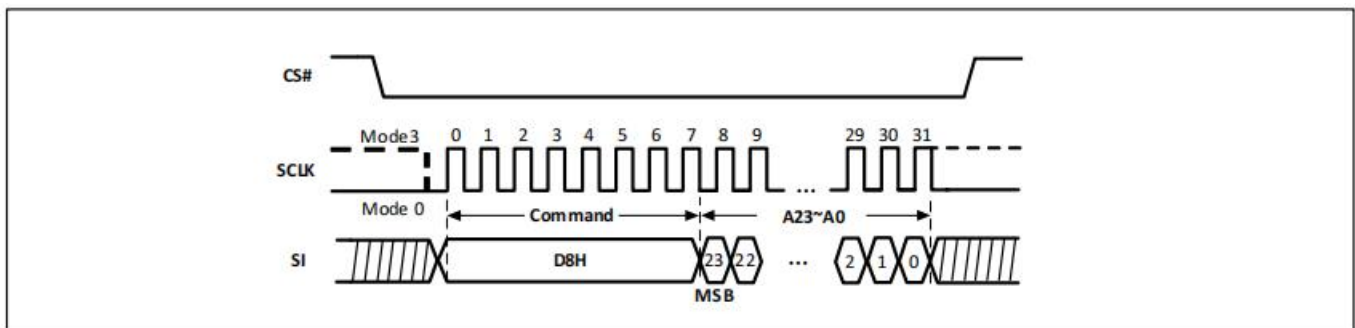 CS#
Mode3 0 1 2 3 4 5 6 7 8 9 29 30 31
SCLK
...
Mode 0 Command A23~A0
SI D8H 23 22 ... 2 1 0
MSB